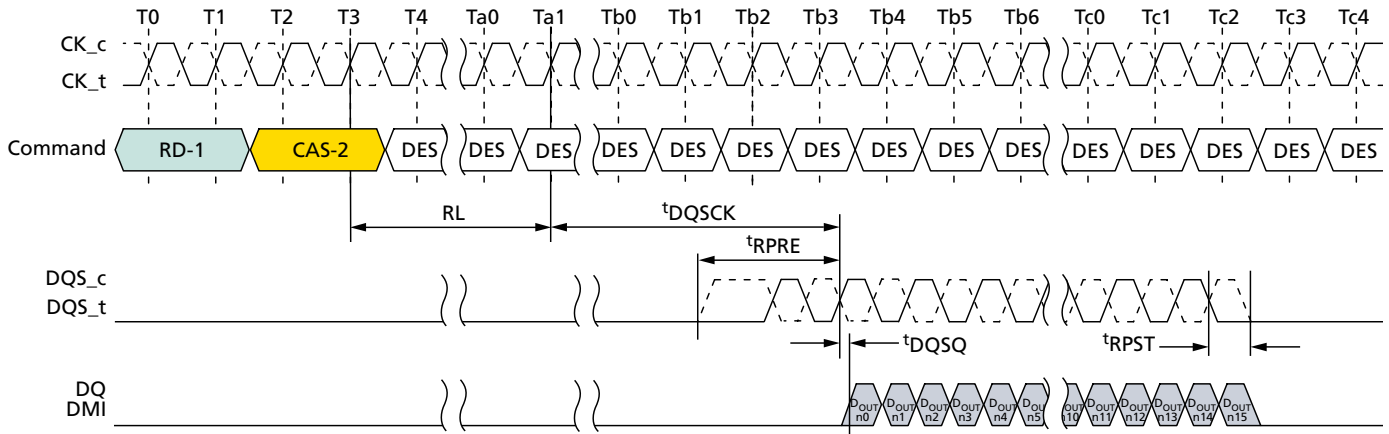 T0 T1 T2 T3 T4 Ta0 Ta1 Tb0 Tb1 Tb2 Tb3 Tb4 Tb5 Tb6 Tc0 Tc1 Tc2 Tc3 Tc4
CK_c
CK_t
Command RD-1 CAS-2 DES DES DES DES DES DES DES DES DES DES DES DES DES DES DES
RL tDQSCK
tRPRE
DQS_c
DQS_t
tDQSQ tRPST
DQ
DMI
DOUT n0 DOUT n1 DOUT n2 DOUT n3 DOUT n4 DOUT n5 DOUT n10 DOUT n11 DOUT n12 DOUT n13 DOUT n14 DOUT n15